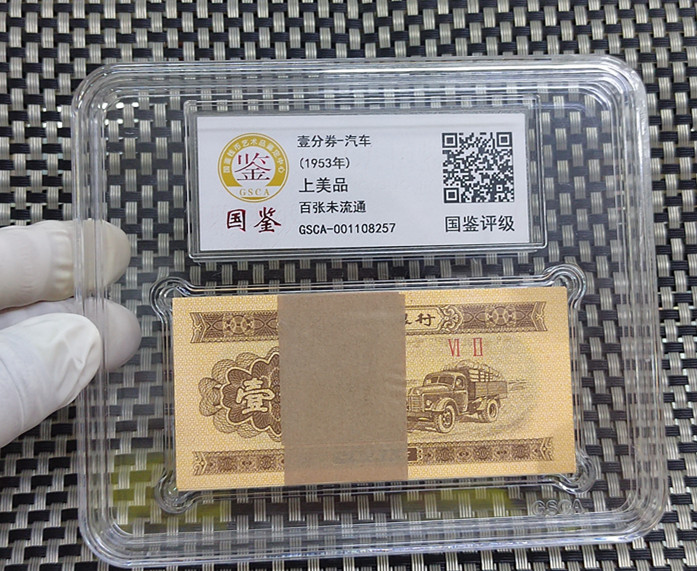 壹分券-汽车
(1953年)
上美品
百张未流通
GSCA-001108257
鉴
GSCA
国鉴
国鉴评级
行
VI II
壹
GSCA